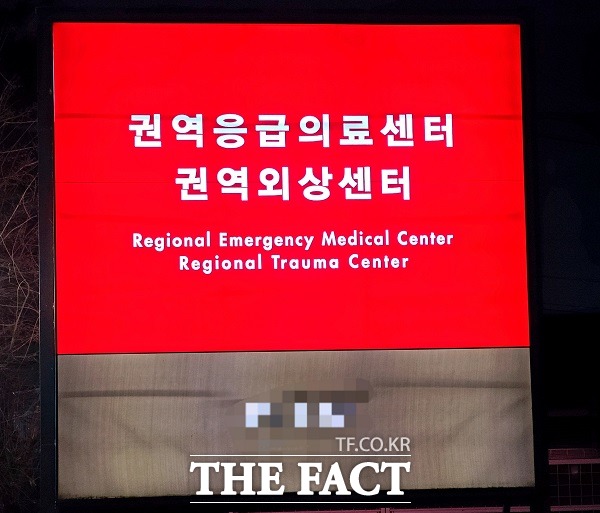 권역응급의료센터
권역외상센터
Regional Emergency Medical Center
Regional Trauma Center
TF.CO.KR
THE FACT